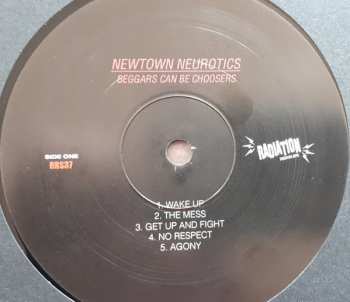 NEWTOWN NEUROTICS
BEGGARS CAN BE CHOOSERS
SIDE ONE
RRS37
RADIATION
1. WAKE UP
2. THE MESS
3. GET UP AND FIGHT
4. NO RESPECT
5. AGONY